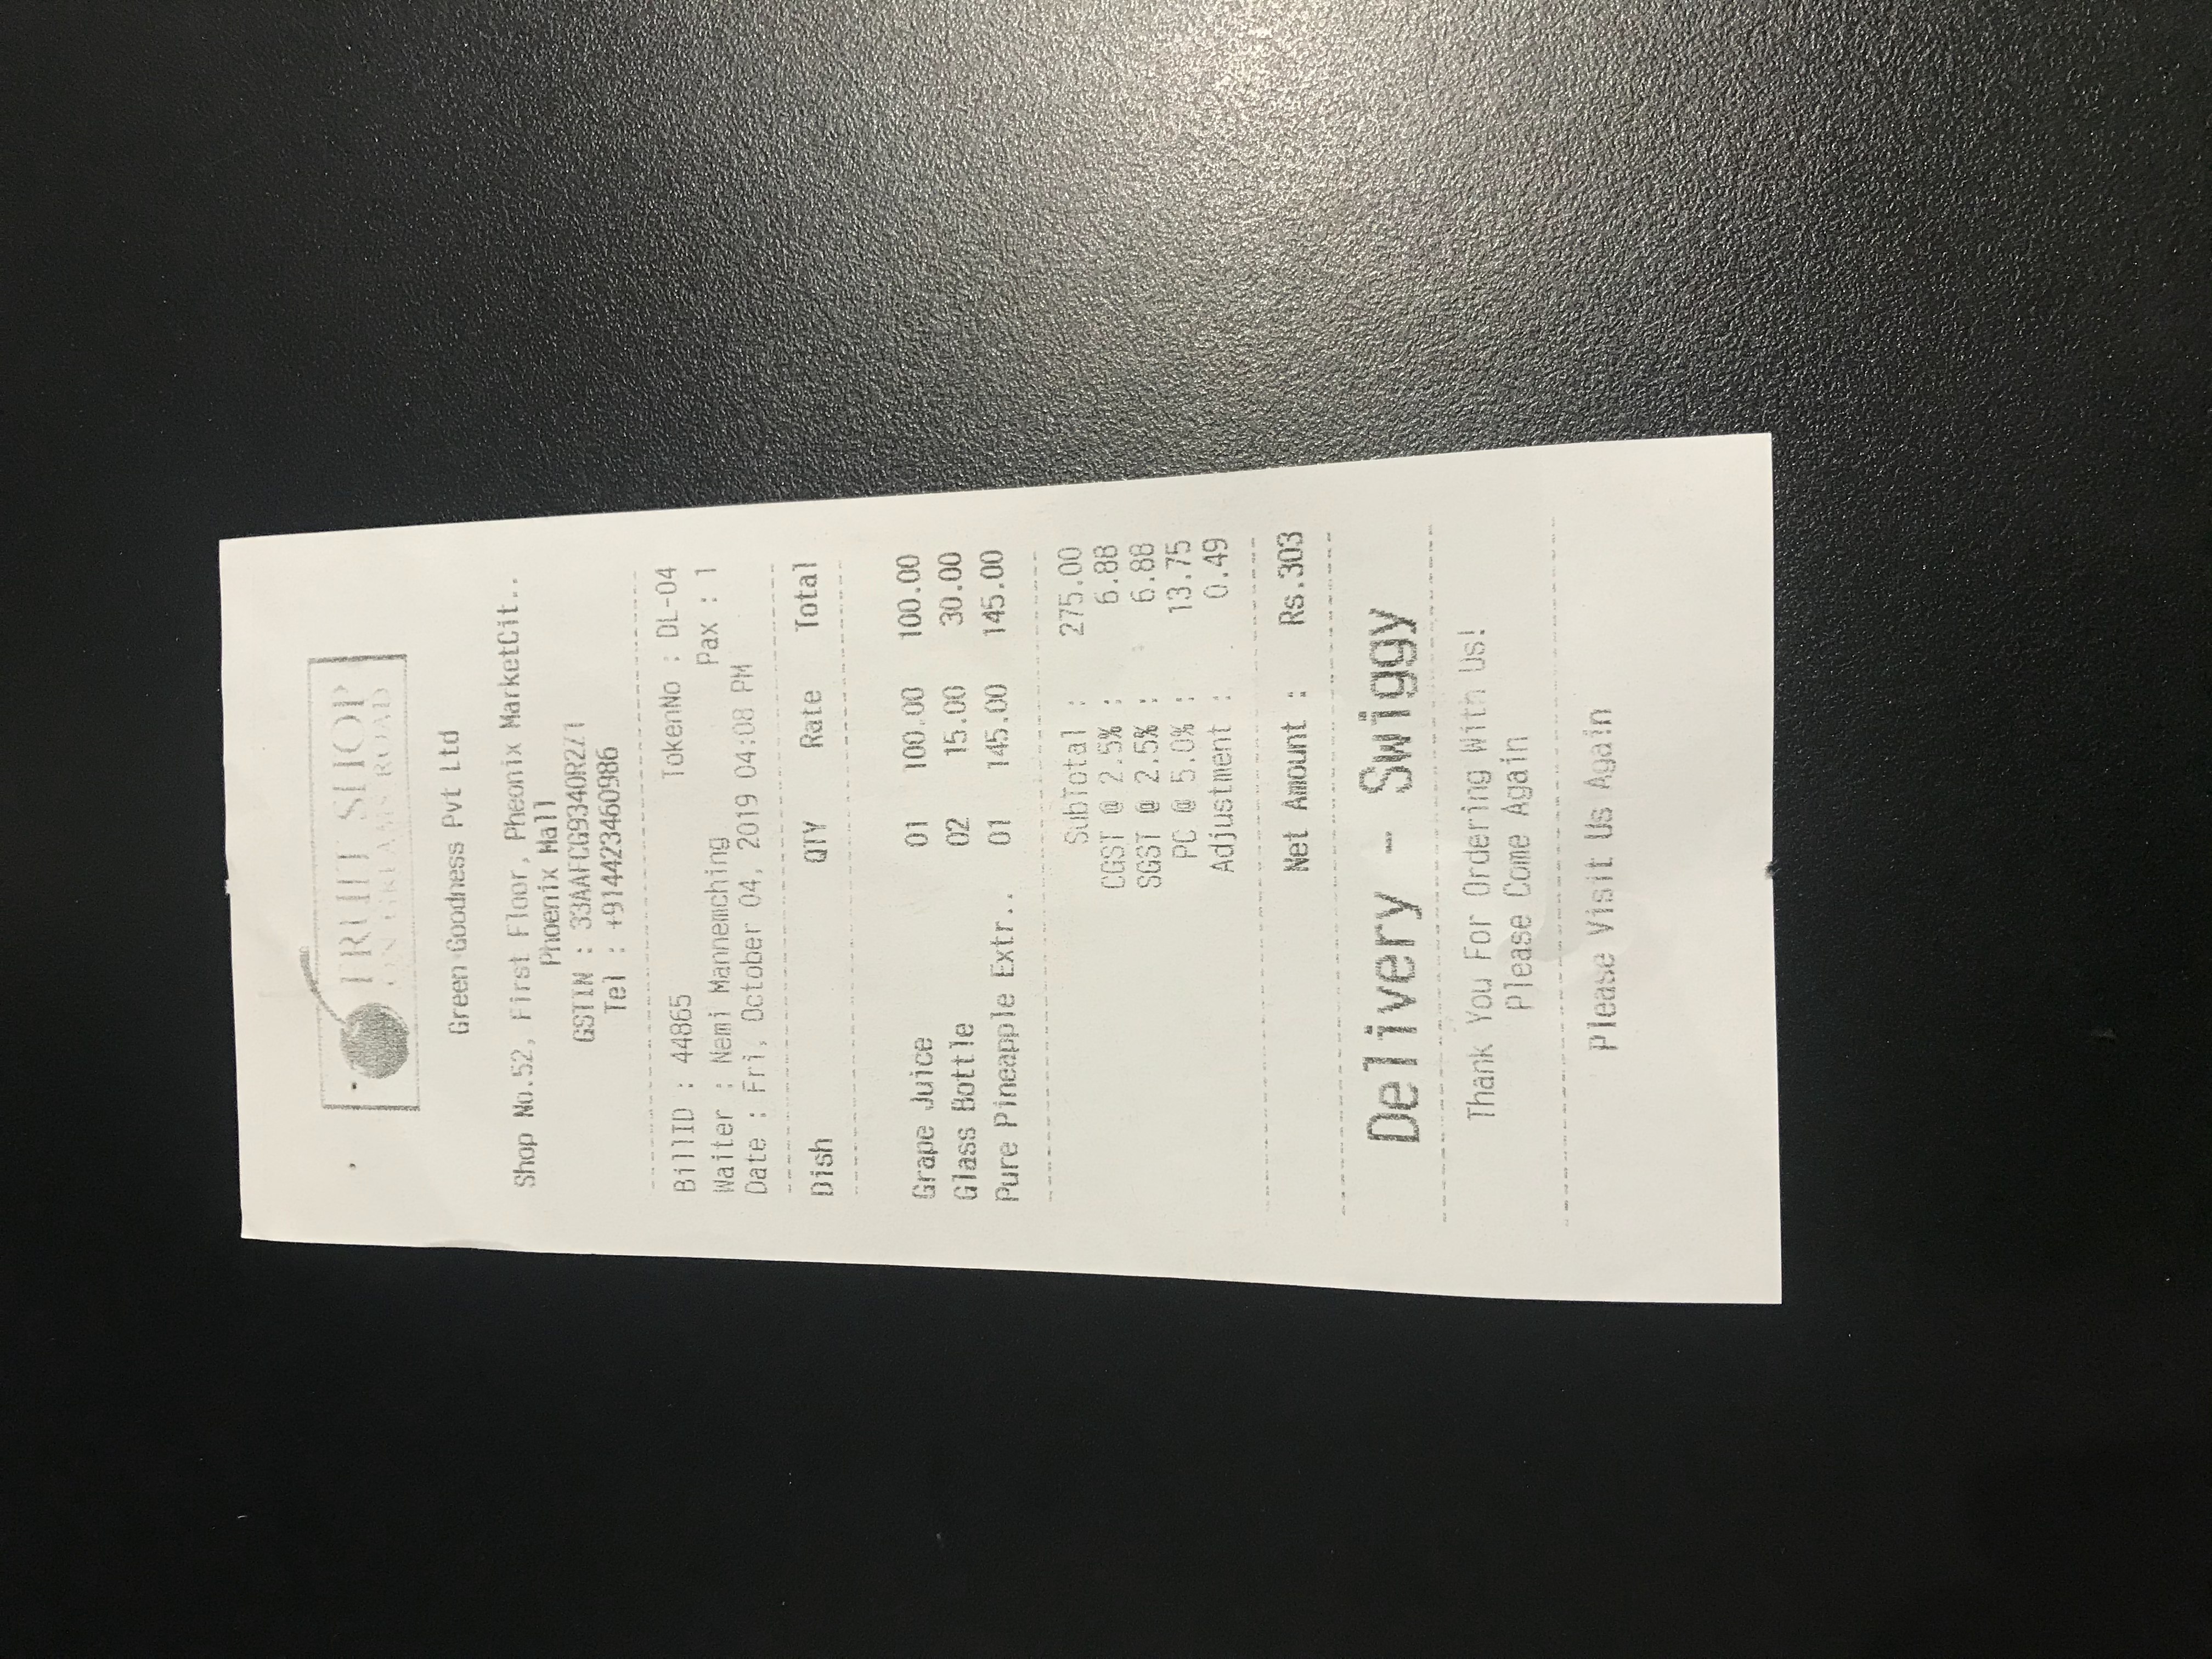 FRUIT SHOP
ON GREAMS ROAD
Green Goodness Pvt Ltd
Shop No.52, First Floor, Pheonix MarketCit..
Phoenix Mall
GSTIN : 33AAFCG9340R2Z1
Tel : +914423460986
BillID : 44865 TokenNo : DL-04
Waiter : Nemi Mannemching Pax : 1
Date : Fri, October 04, 2019 04:08 PM
Dish QTY Rate Total
Grape Juice 01 100.00 100.00
Glass Bottle 02 15.00 30.00
Pure Pineapple Extr.. 01 145.00 145.00
SubTotal : 275.00
CGST @ 2.5% : 6.88
SGST @ 2.5% : 6.88
PC @ 5.0% : 13.75
Adjustment : 0.49
Net Amount : Rs.303
Delivery - Swiggy
Thank You For Ordering With Us!
Please Come Again
Please Visit Us Again